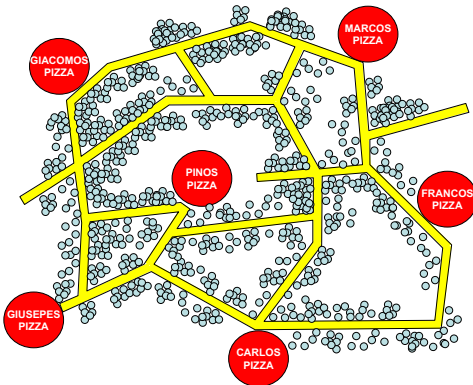 MARCOS
PIZZA
GIACOMOS
PIZZA
PINOS
PIZZA
FRANCOS
PIZZA
GIUSEPES
PIZZA
CARLOS
PIZZA